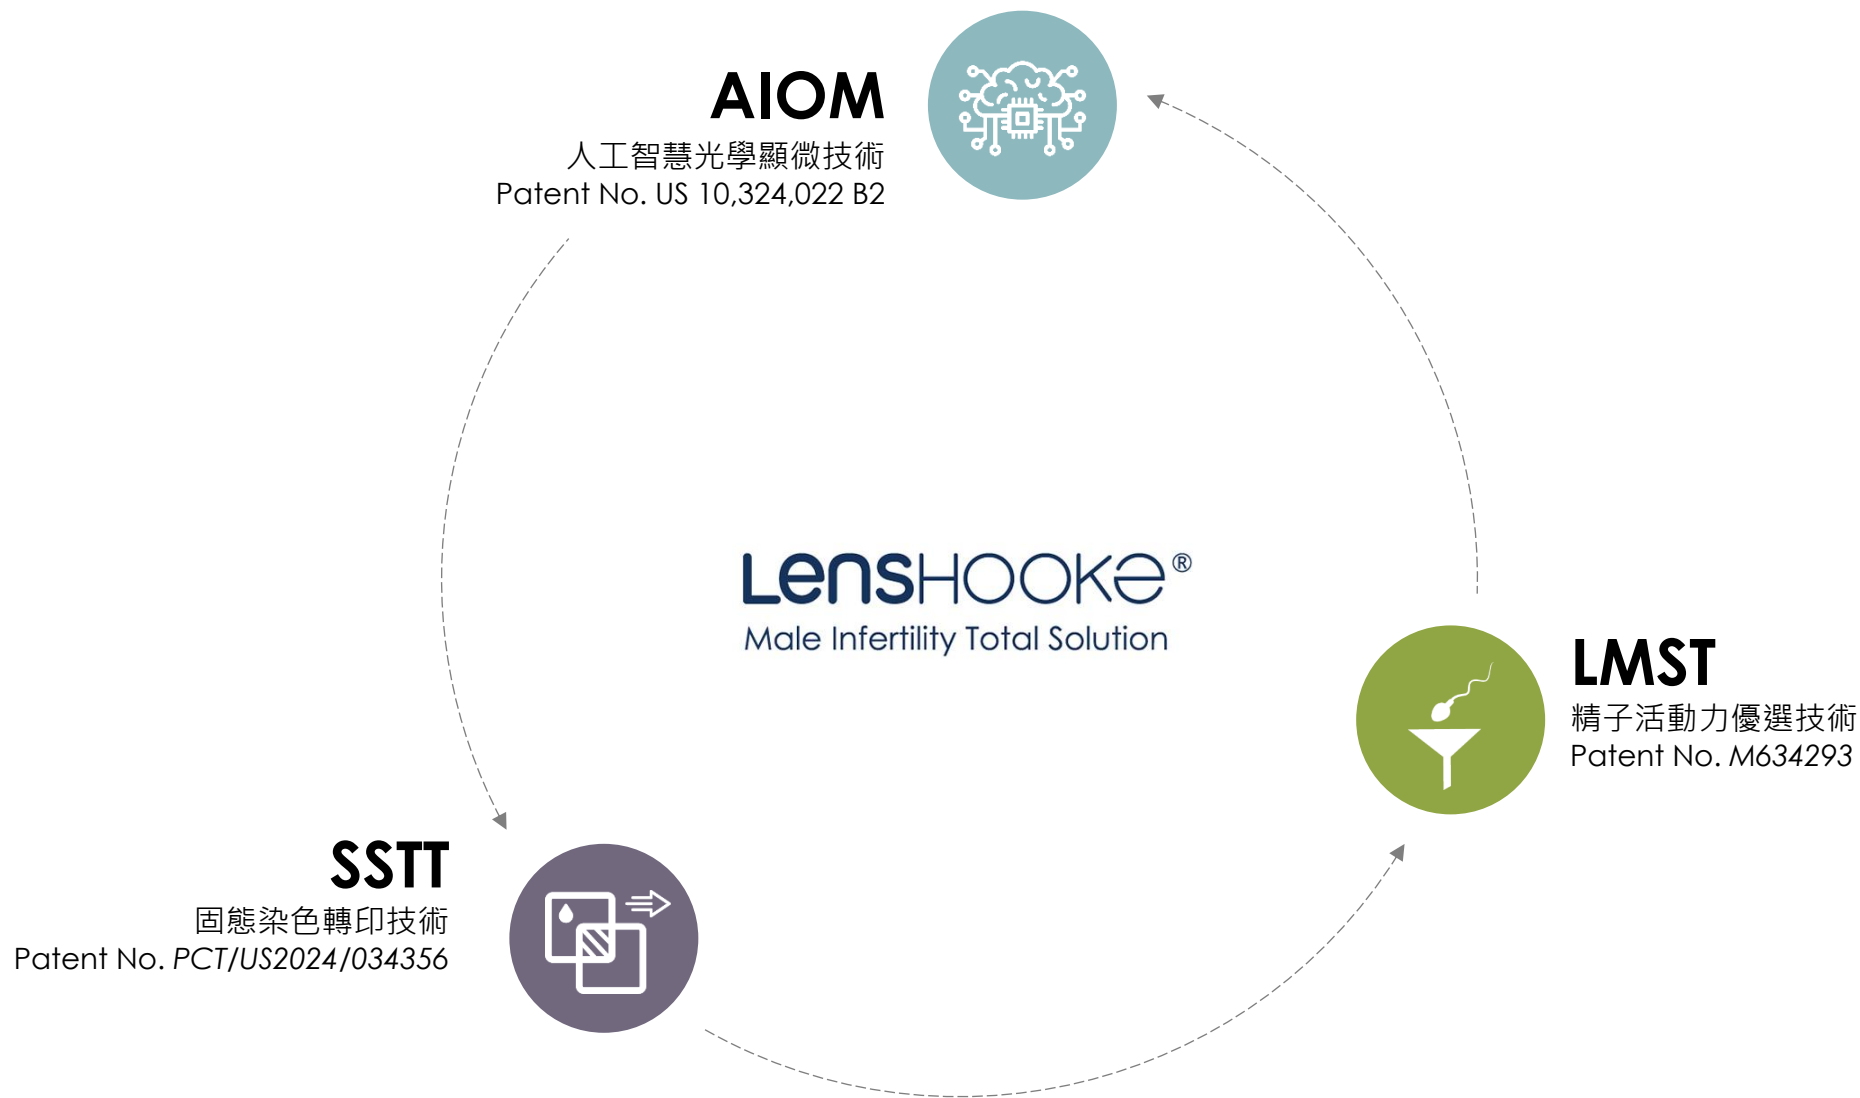 AIOM
人工智慧光學顯微技術
Patent No. US 10,324,022 B2
LensHOOKe®
Male Infertility Total Solution
LMST
精子活動力優選技術
Patent No. M634293
SSTT
固態染色轉印技術
Patent No. PCT/US2024/034356